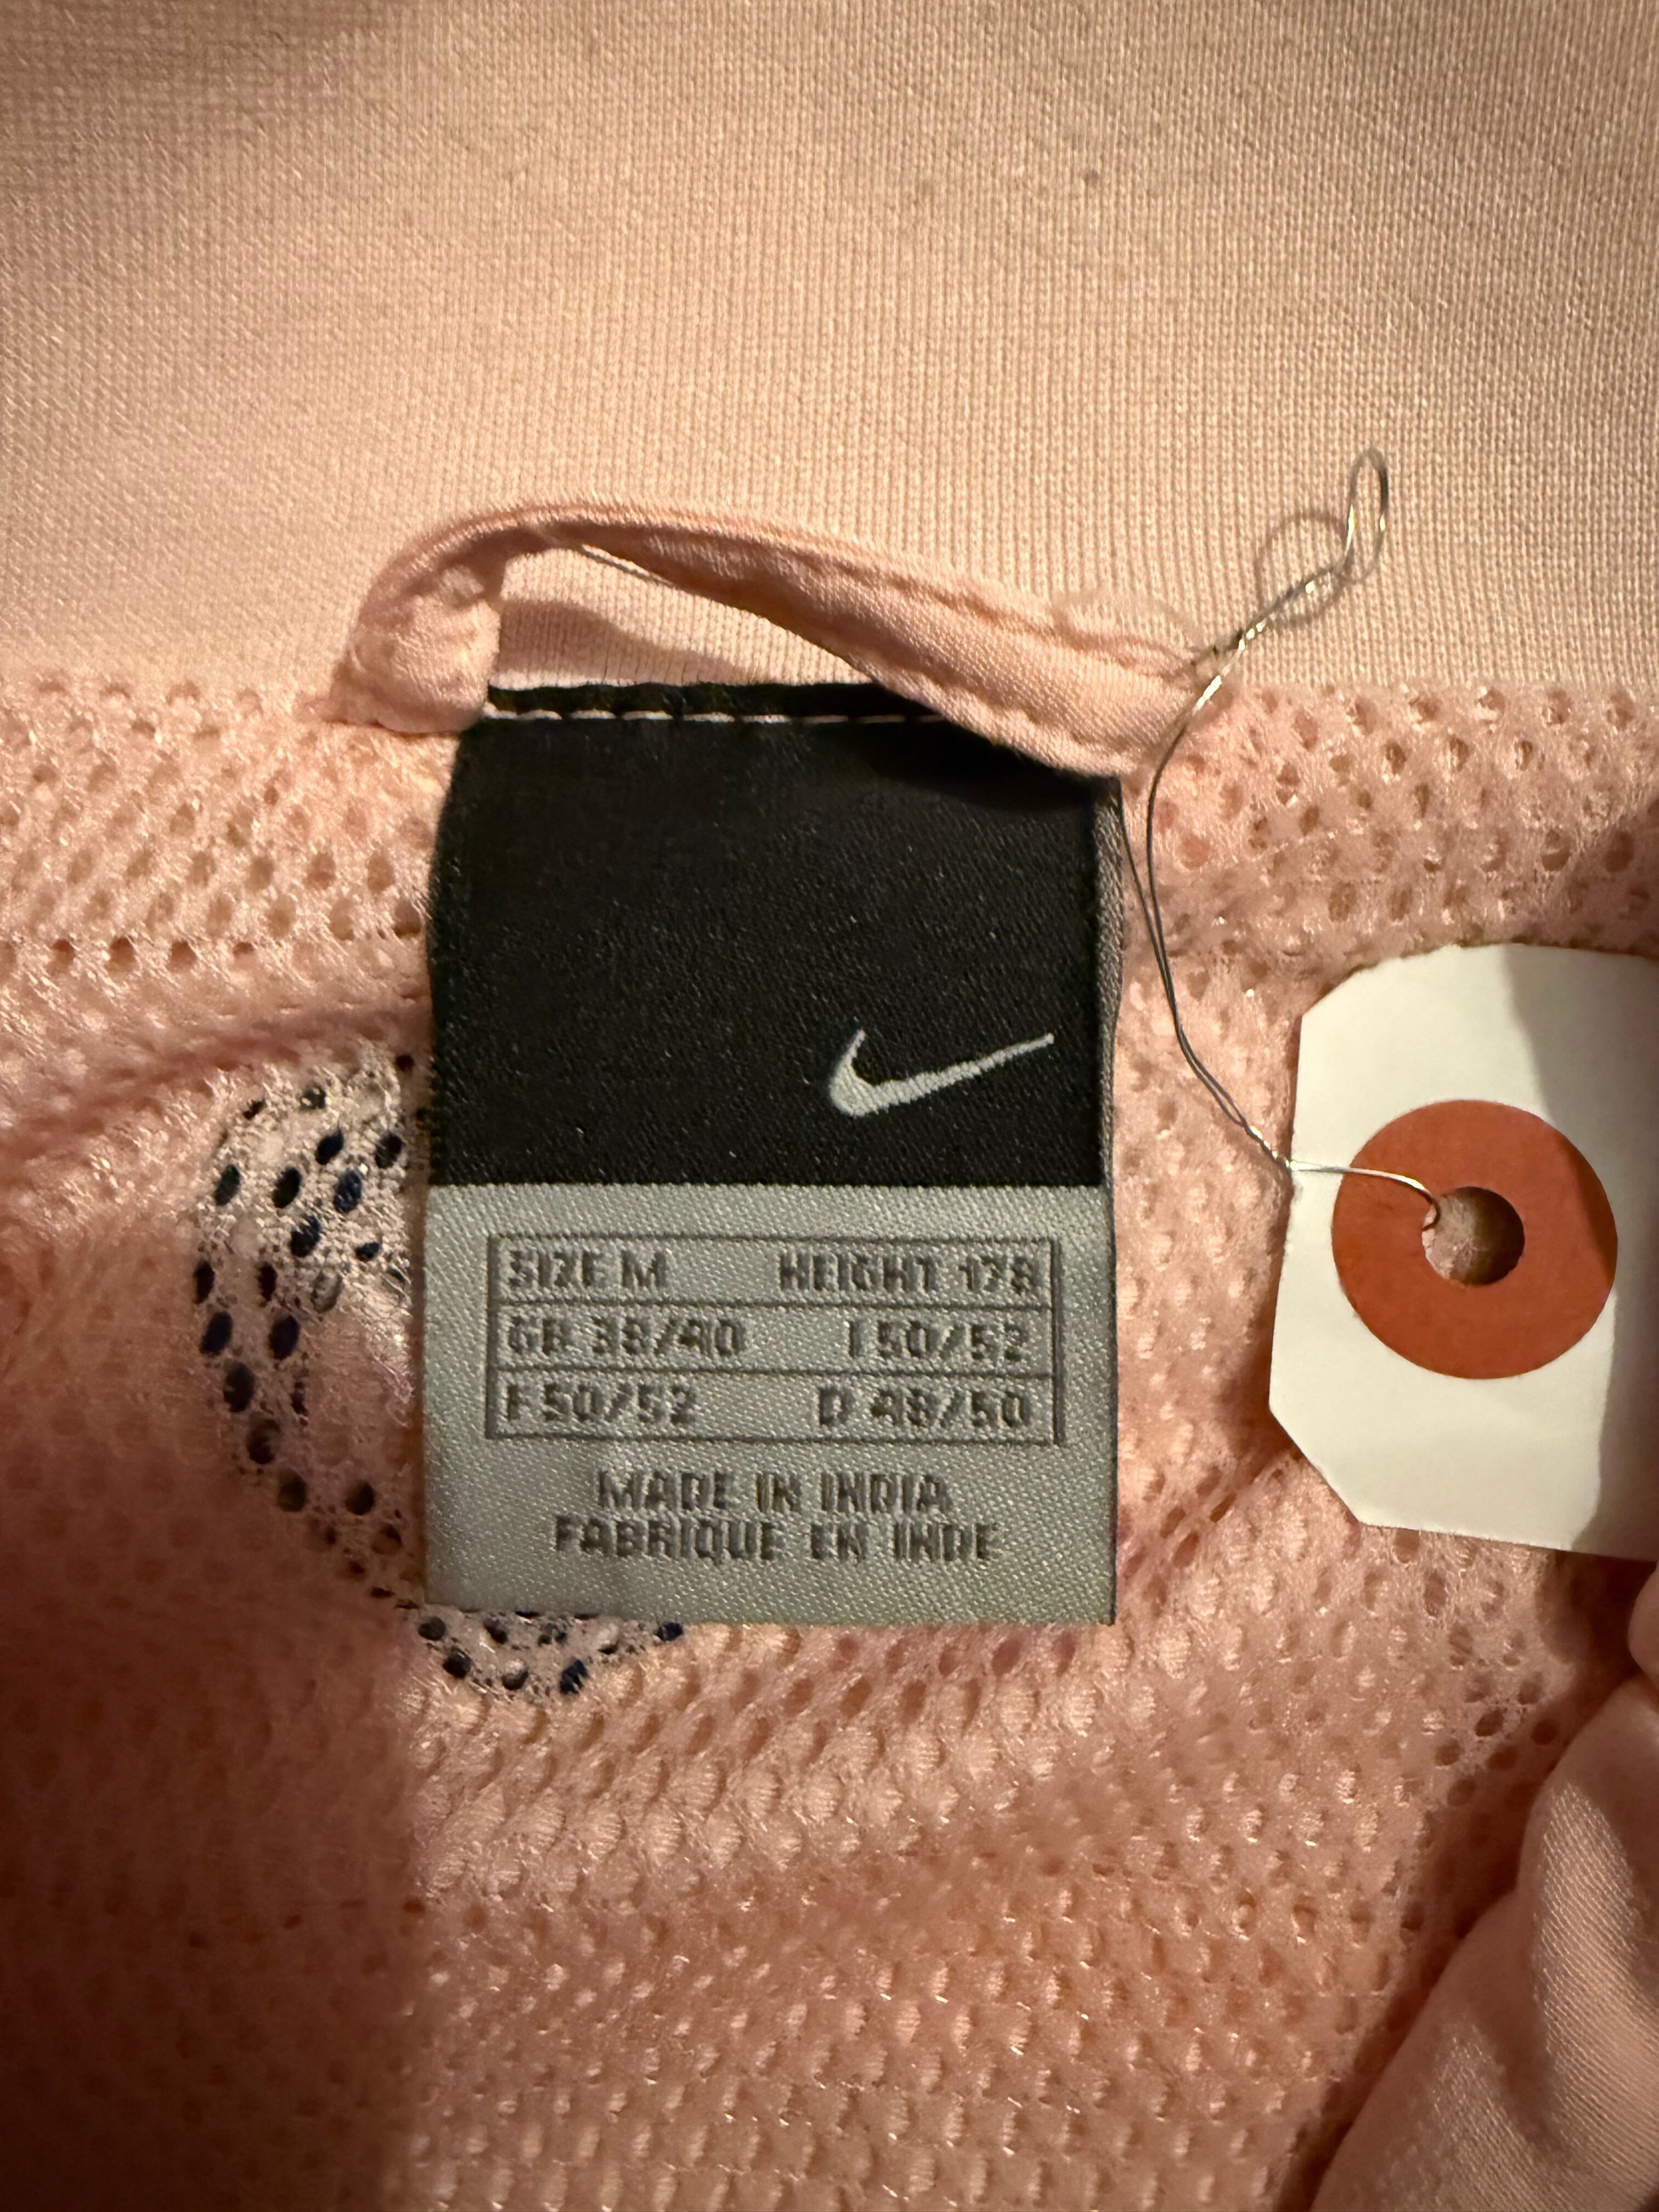 SIZE M HEIGHT 178
GB 38/40 I 50/52
F 50/52 D 48/50
MADE IN INDIA
FABRIQUE EN INDE